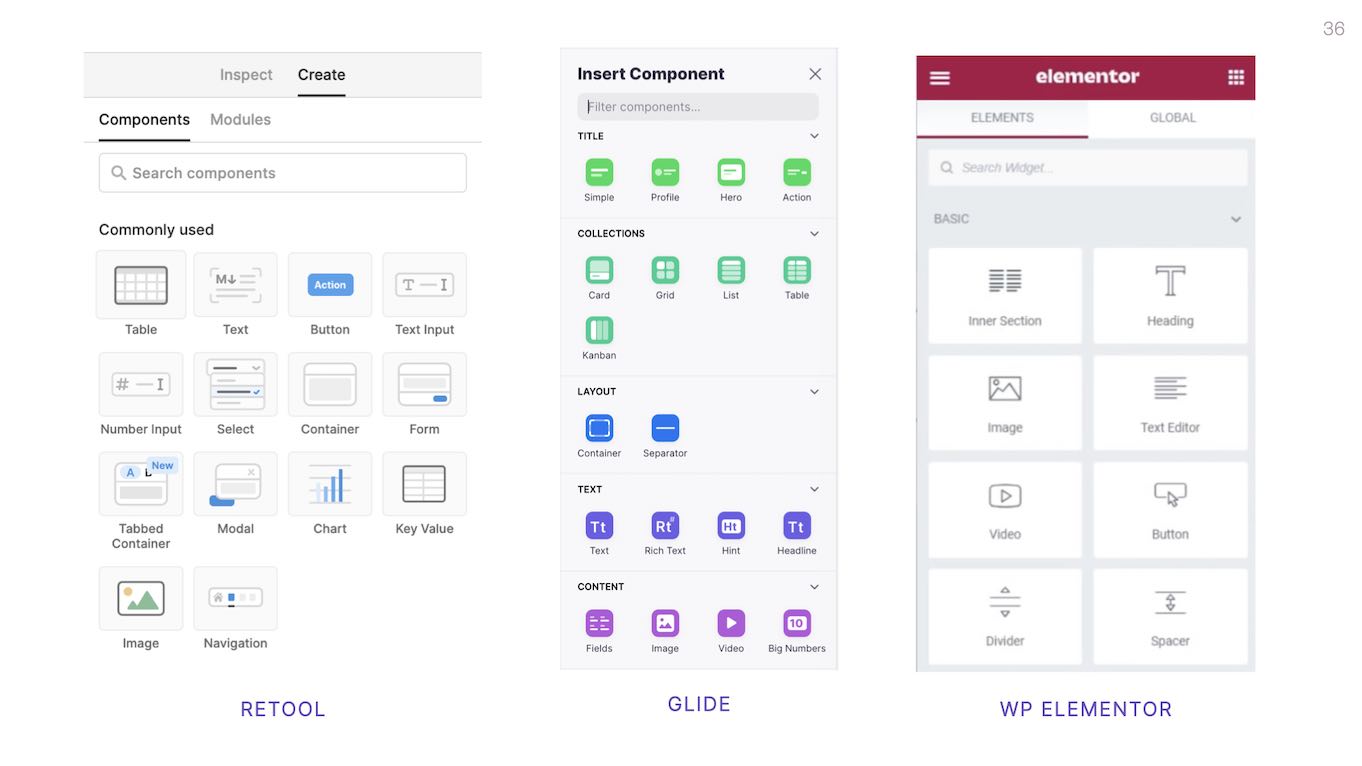 36
Inspect Create
Components Modules
Search components
Commonly used
M↓
Action
T I
Table Text Button Text Input
# I
Number Input Select Container Form
A New
Tabbed Container Modal Chart Key Value
Image Navigation
RETOOL
Insert Component
Filter components...
TITLE
Simple Profile Hero Action
COLLECTIONS
Card Grid List Table
Kanban
LAYOUT
Container Separator
TEXT
Tt Rt Ht Tt
Text Rich Text Hint Headline
CONTENT
10
Fields Image Video Big Numbers
GLIDE
elementor
ELEMENTS GLOBAL
Search Widget...
BASIC
Inner Section Heading
Image Text Editor
Video Button
Divider Spacer
WP ELEMENTOR